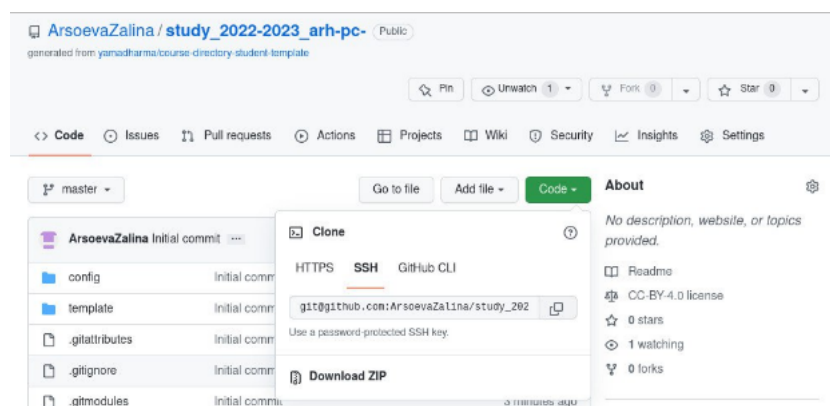 ArsoevaZalina / study_2022-2023_arh-pc- Public
generated from yamadharma/course-directory-student-template
Pin Unwatch 1 Fork 0 Star 0
<> Code Issues Pull requests Actions Projects Wiki Security Insights Settings
master Go to file Add file Code
About
No description, website, or topics
provided.
Readme
CC-BY-4.0 license
0 stars
1 watching
0 forks
ArsoevaZalina Initial commit ...
config Initial comm
template Initial comm
.gitattributes Initial comm
.gitignore Initial comm
.gitmodules Initial commit 3 minutes ago
Clone
HTTPS SSH GitHub CLI
git@github.com:ArsoevaZalina/study_202
Use a password-protected SSH key.
Download ZIP